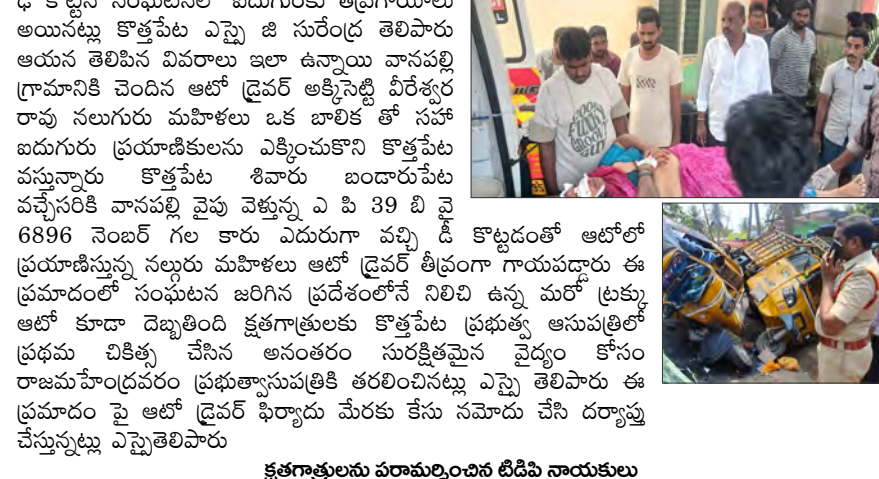 ఢీ కొట్టిన సంఘటనలో ఐదుగురికి తీవ్రగాయాలు
అయినట్లు కొత్తపేట ఎస్సై జి సురేంద్ర తెలిపారు
ఆయన తెలిపిన వివరాలు ఇలా ఉన్నాయి వానపల్లి
గ్రామానికి చెందిన ఆటో డ్రైవర్ అక్కిసెట్టి వీరేశ్వర
రావు నలుగురు మహిళలు ఒక బాలిక తో సహా
ఐదుగురు ప్రయాణికులను ఎక్కించుకొని కొత్తపేట
వస్తున్నారు కొత్తపేట శివారు బండారుపేట
వచ్చేసరికి వానపల్లి వైపు వెళ్తున్న ఎ పి 39 బి వై
6896 నెంబర్ గల కారు ఎదురుగా వచ్చి డీ కొట్టడంతో ఆటోలో
ప్రయాణిస్తున్న నల్గురు మహిళలు ఆటో డ్రైవర్ తీవ్రంగా గాయపడ్డారు ఈ
ప్రమాదంలో సంఘటన జరిగిన ప్రదేశంలోనే నిలిచి ఉన్న మరో ట్రక్కు
ఆటో కూడా దెబ్బతింది క్షతగాత్రులకు కొత్తపేట ప్రభుత్వ ఆసుపత్రిలో
ప్రథమ చికిత్స చేసిన అనంతరం సురక్షితమైన వైద్యం కోసం
రాజమహేంద్రవరం ప్రభుత్వాసుపత్రికి తరలించినట్లు ఎస్సై తెలిపారు ఈ
ప్రమాదం పై ఆటో డ్రైవర్ ఫిర్యాదు మేరకు కేసు నమోదు చేసి దర్యాప్తు
చేస్తున్నట్లు ఎస్సైతెలిపారు
క్షతగాత్రులను పరామర్శించిన టిడిపి నాయకులు